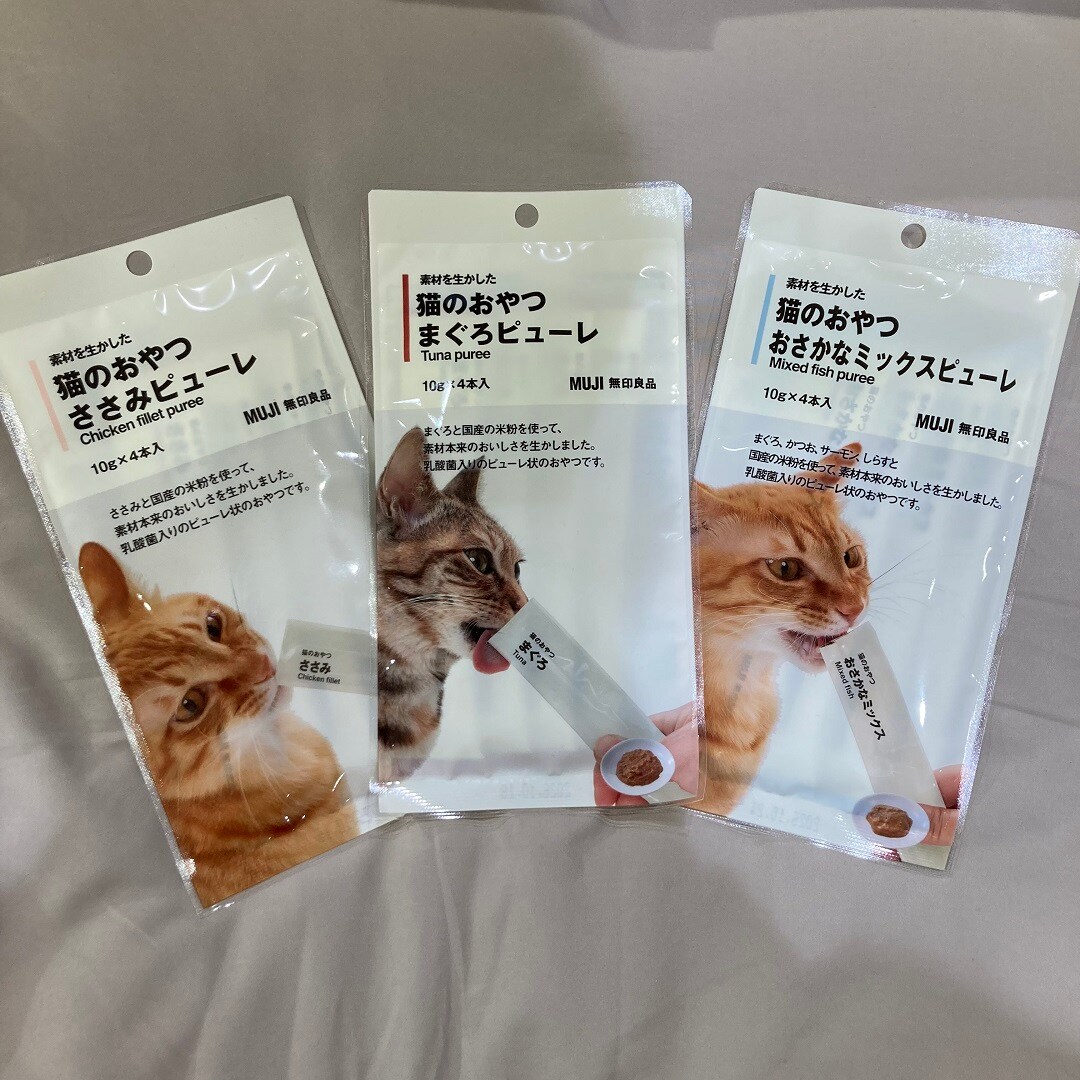 素材を生かした
猫のおやつ
ささみピューレ
Chicken fillet puree
10g×4本入
MUJI 無印良品
ささみと国産の米粉を使って、
素材本来のおいしさを生かしました。
乳酸菌入りのピューレ状のおやつです。
猫のおやつ
ささみ
Chicken fillet
素材を生かした
猫のおやつ
まぐろピューレ
Tuna puree
10g×4本入
MUJI 無印良品
まぐろと国産の米粉を使って、
素材本来のおいしさを生かしました。
乳酸菌入りのピューレ状のおやつです。
猫のおやつ
まぐろ
Tuna
素材を生かした
猫のおやつ
おさかなミックスピューレ
Mixed fish puree
10g×4本入
MUJI 無印良品
まぐろ、かつお、サーモン、しらすと
国産の米粉を使って、素材本来のおいしさを生かしました。
乳酸菌入りのピューレ状のおやつです。
猫のおやつ
おさかなミックス
Mixed fish